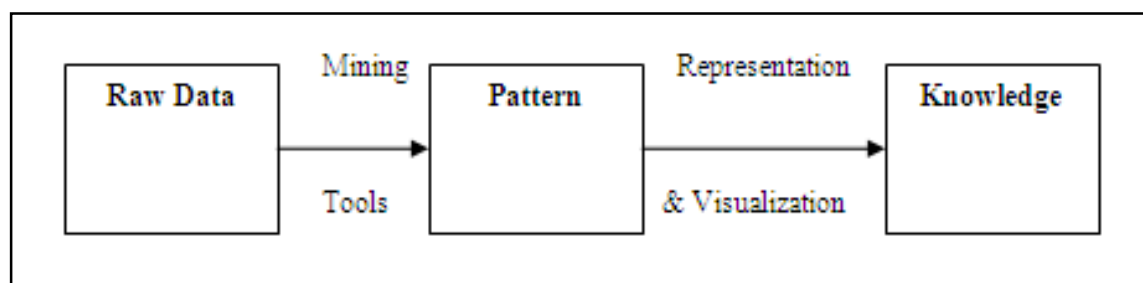 Mining
Representation
Raw Data
Pattern
Knowledge
Tools
& Visualization